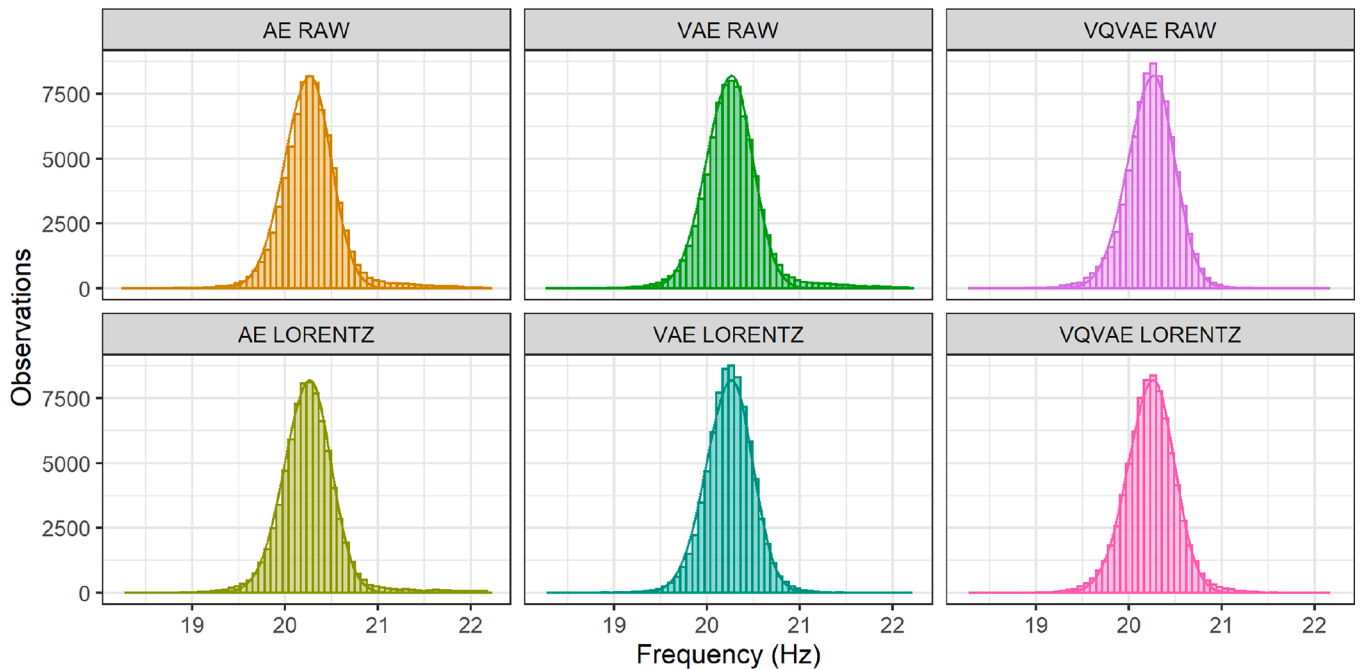 AE RAW
VAE RAW
VQVAE RAW
7500
5000
2500
0
AE LORENTZ
VAE LORENTZ
VQVAE LORENTZ
7500
5000
2500
0
19 20 21 22
19 20 21 22
19 20 21 22
Observations
Frequency (Hz)